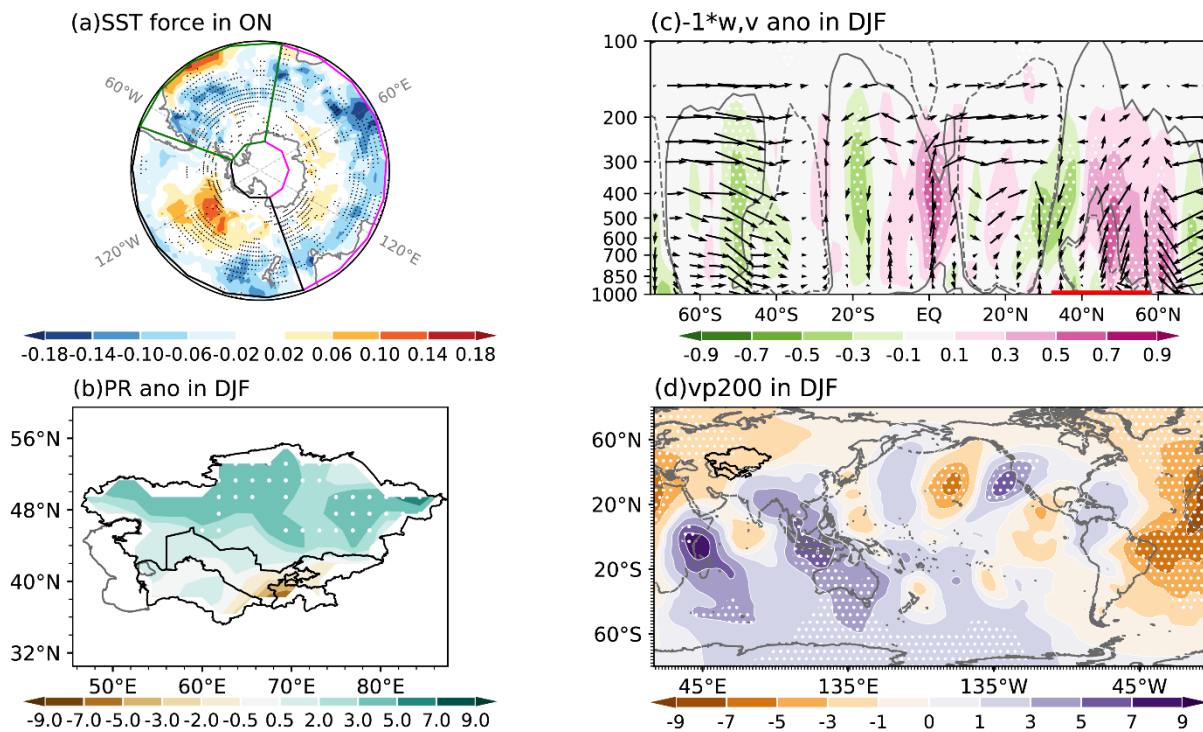 (a)SST force in ON
60°W
60°E
120°W
120°E
-0.18-0.14-0.10-0.06-0.02 0.02 0.06 0.10 0.14 0.18
(b)PR ano in DJF
56°N
48°N
40°N
32°N
50°E 60°E 70°E 80°E
-9.0-7.0-5.0-3.0-2.0-0.5 0.5 2.0 3.0 5.0 7.0 9.0
(c)-1*w,v ano in DJF
100
200
300
400
500
600
700
850
1000
60°S 40°S 20°S EQ 20°N 40°N 60°N
-0.9 -0.7 -0.5 -0.3 -0.1 0.1 0.3 0.5 0.7 0.9
(d)vp200 in DJF
60°N
20°N
20°S
60°S
45°E 135°E 135°W 45°W
-9 -7 -5 -3 -1 0 1 3 5 7 9